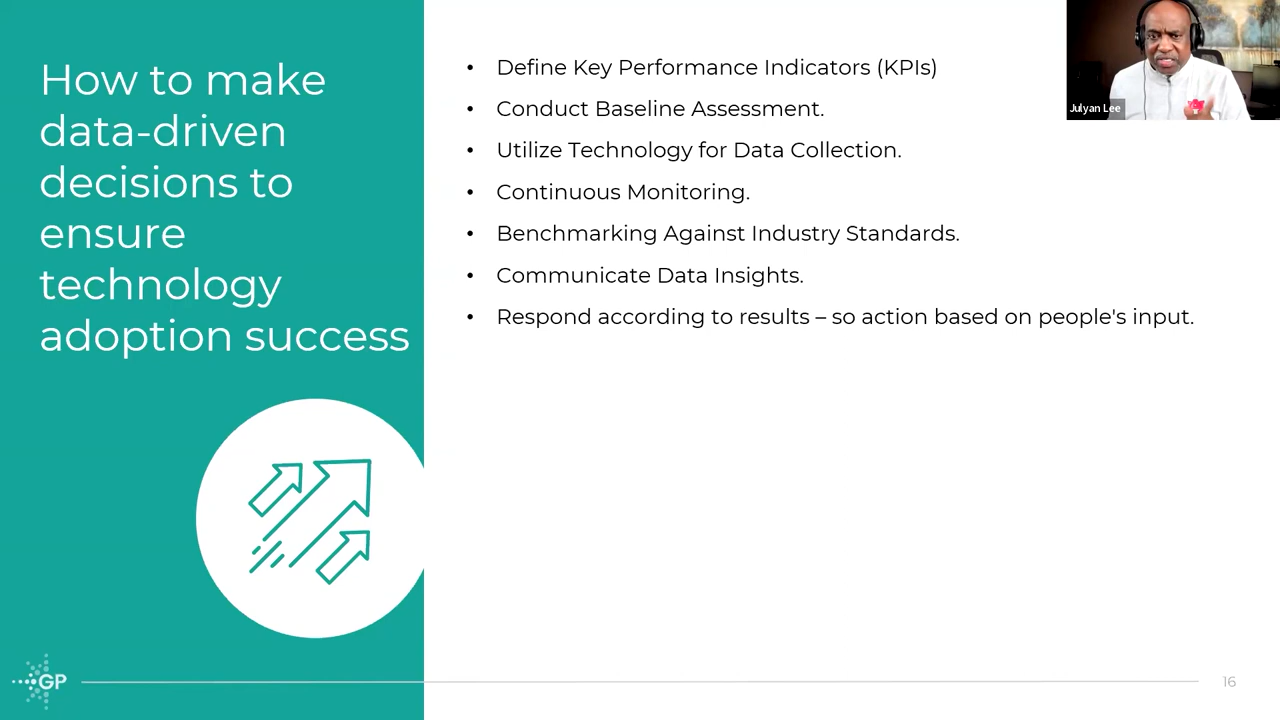 How to make
data-driven
decisions to
ensure
technology
adoption success
• Define Key Performance Indicators (KPIs)
• Conduct Baseline Assessment.
• Utilize Technology for Data Collection.
• Continuous Monitoring.
• Benchmarking Against Industry Standards.
• Communicate Data Insights.
• Respond according to results – so action based on people's input.
Julyan Lee
GP
16